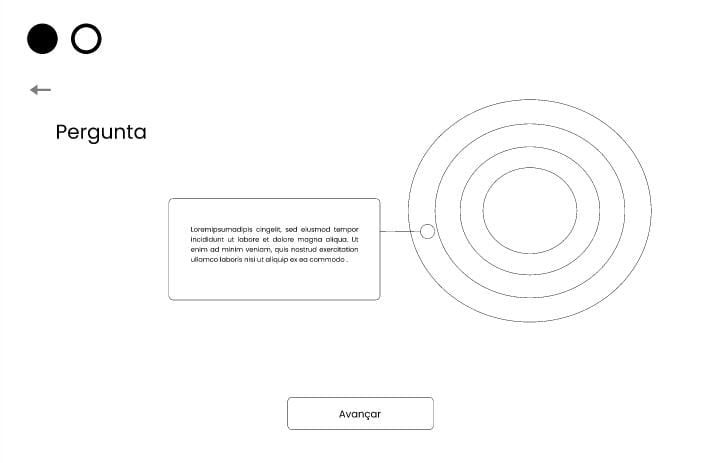 Pergunta
Loremipsumadipis cingelit, sed eiusmod tempor
incididunt ut labore et dolore magna aliqua. Ut
enim ad minim veniam, quis nostrud exercitation
ullamco laboris nisi ut aliquip ex ea commodo .
Avançar